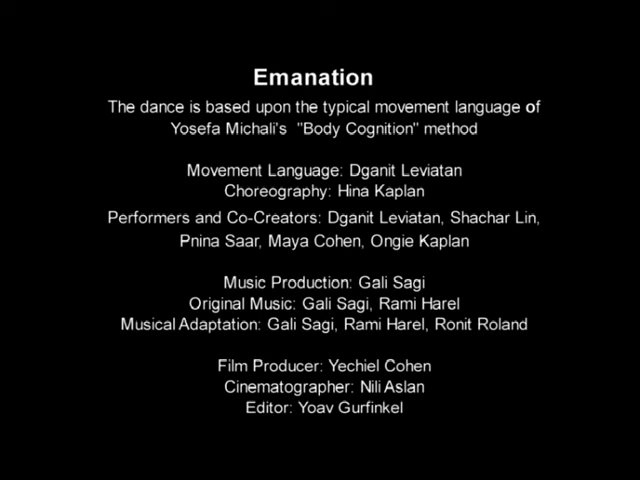 Emanation
The dance is based upon the typical movement language of
Yosefa Michali's "Body Cognition" method
Movement Language: Dganit Leviatan
Choreography: Hina Kaplan
Performers and Co-Creators: Dganit Leviatan, Shachar Lin,
Pnina Saar, Maya Cohen, Ongie Kaplan
Music Production: Gali Sagi
Original Music: Gali Sagi, Rami Harel
Musical Adaptation: Gali Sagi, Rami Harel, Ronit Roland
Film Producer: Yechiel Cohen
Cinematographer: Nili Aslan
Editor: Yoav Gurfinkel